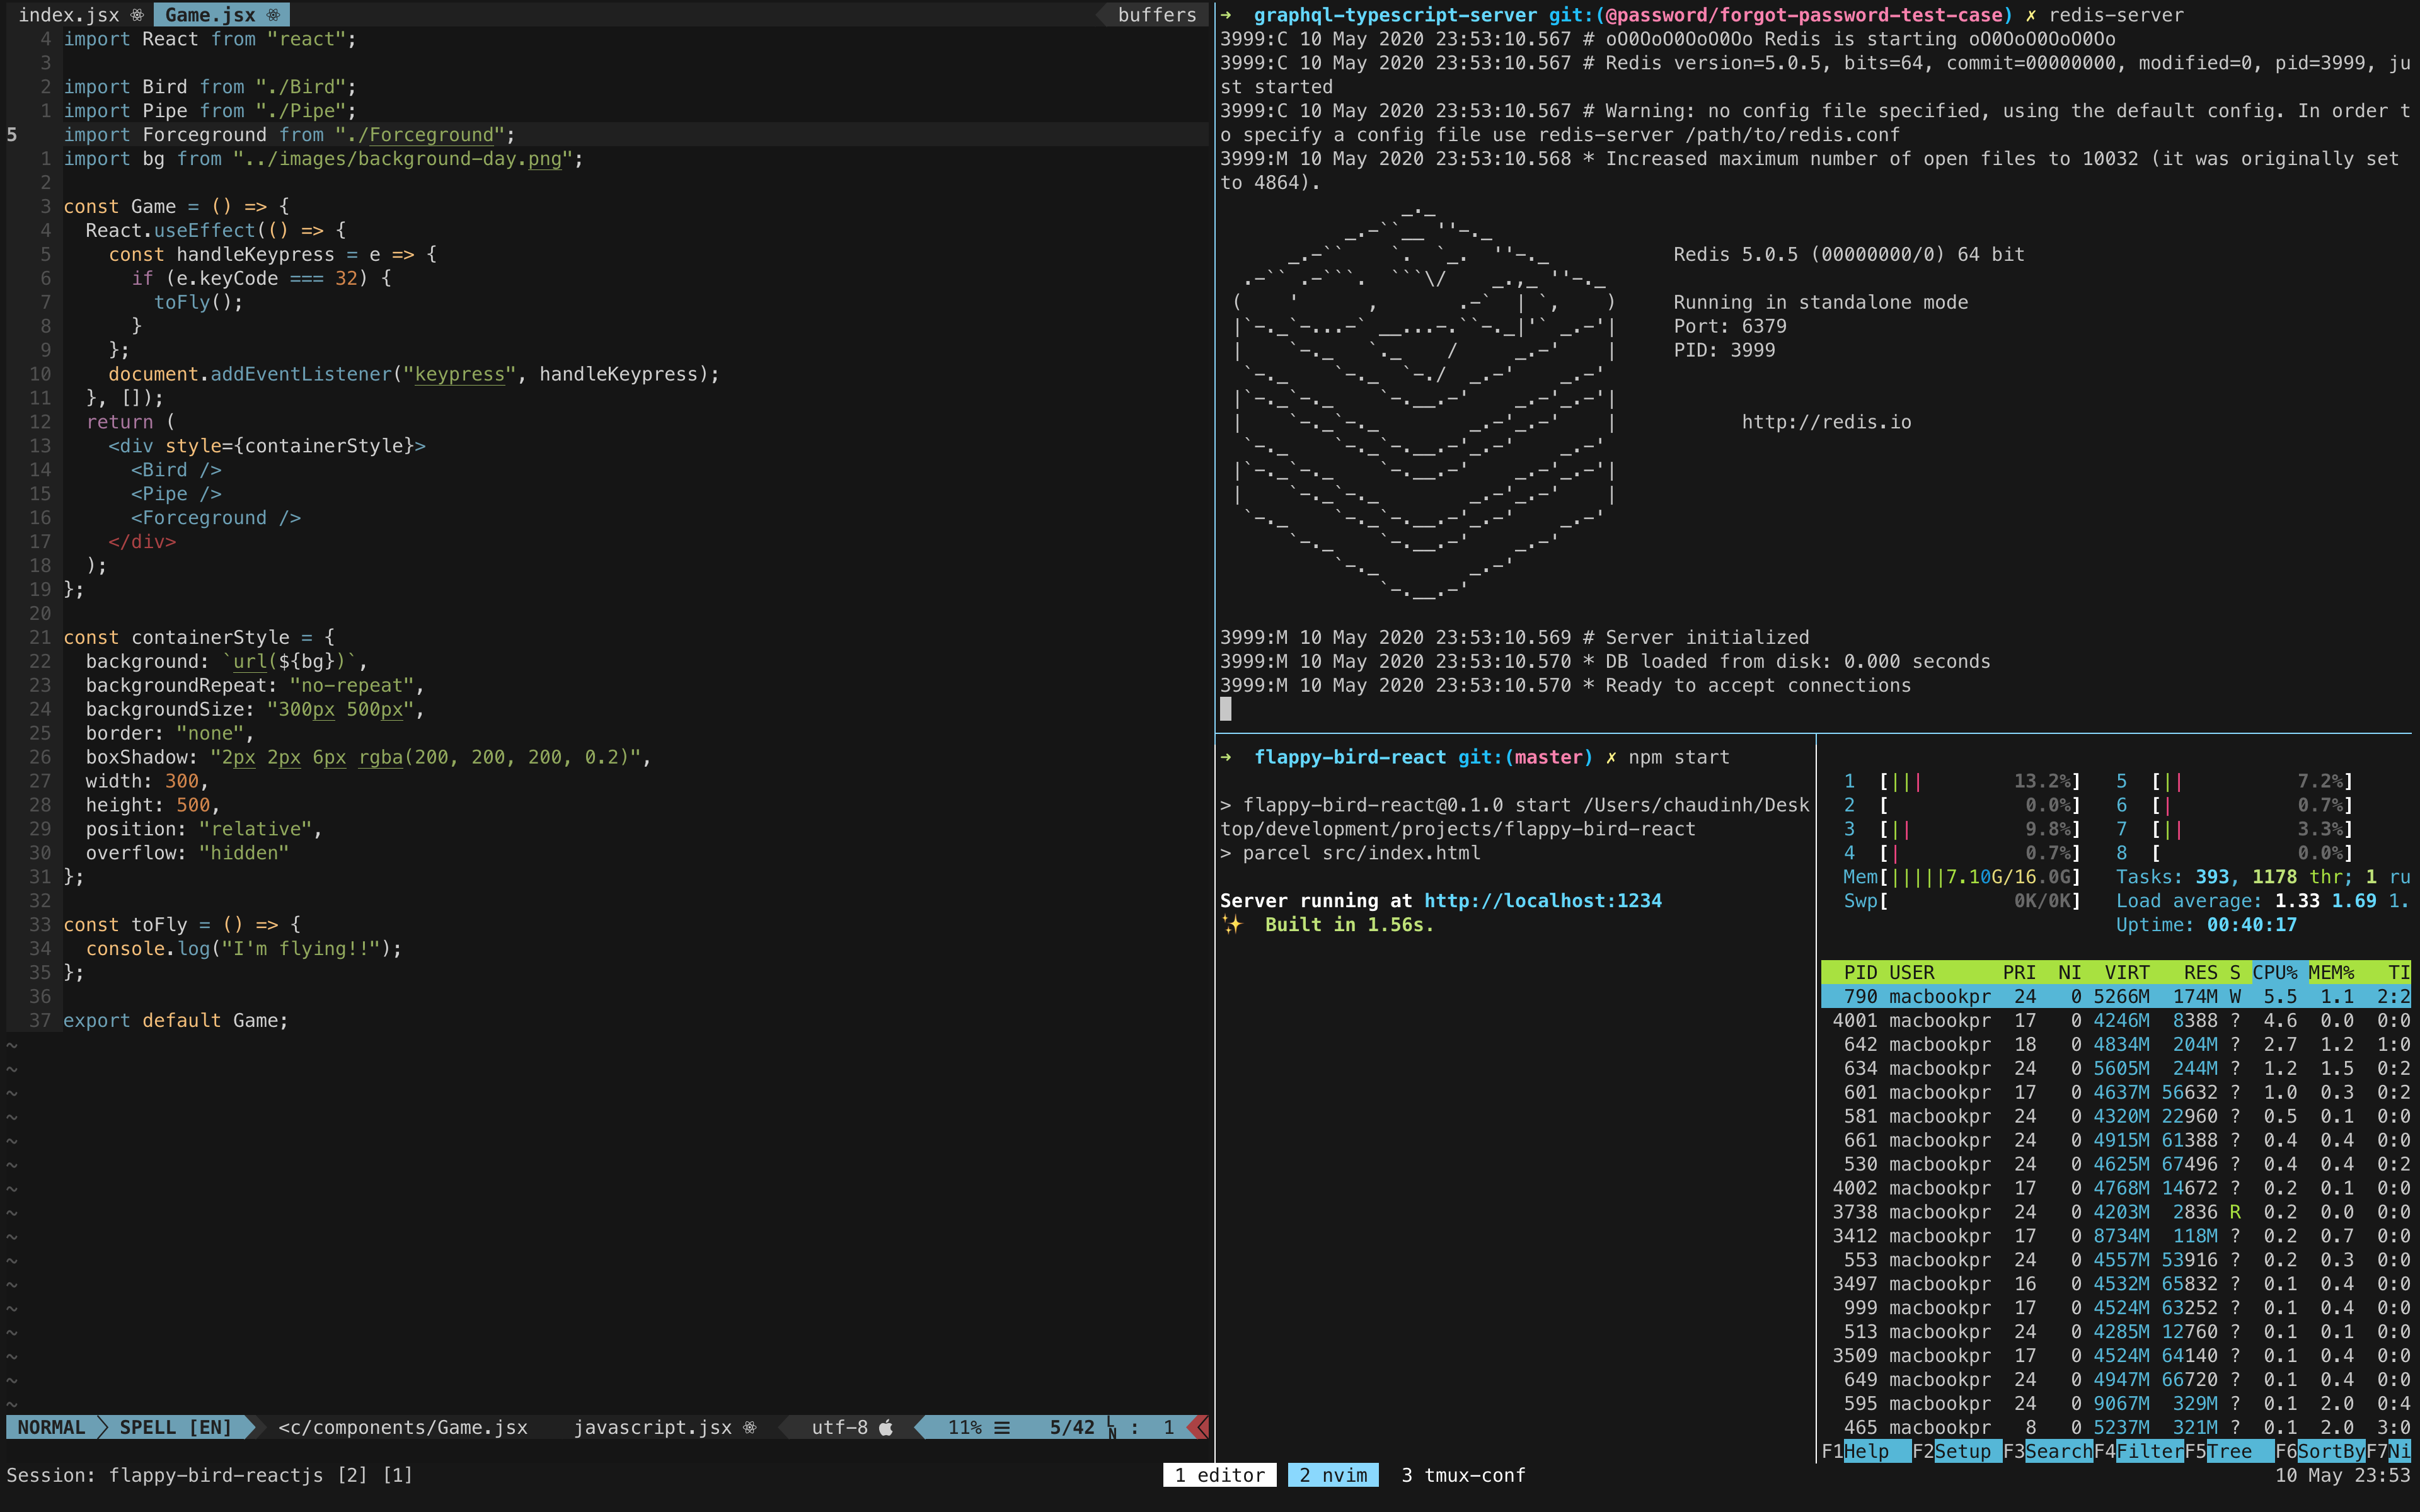 index.jsx Game.jsx buffers
4 import React from "react";
3
2 import Bird from "./Bird";
1 import Pipe from "./Pipe";
5 import Forceground from "./Forceground";
1 import bg from "../images/background-day.png";
2
3 const Game = () => {
4   React.useEffect(() => {
5     const handleKeypress = e => {
6       if (e.keyCode === 32) {
7         toFly();
8       }
9     };
10     document.addEventListener("keypress", handleKeypress);
11   }, []);
12   return (
13     <div style={containerStyle}>
14       <Bird />
15       <Pipe />
16       <Forceground />
17     </div>
18   );
19 };
20
21 const containerStyle = {
22   background: `url(${bg})`,
23   backgroundRepeat: "no-repeat",
24   backgroundSize: "300px 500px",
25   border: "none",
26   boxShadow: "2px 2px 6px rgba(200, 200, 200, 0.2)",
27   width: 300,
28   height: 500,
29   position: "relative",
30   overflow: "hidden"
31 };
32
33 const toFly = () => {
34   console.log("I'm flying!!");
35 };
36
37 export default Game;
NORMAL SPELL [EN] <c/components/Game.jsx javascript.jsx utf-8 11% 5/42 : 1
➜ graphql-typescript-server git:(@password/forgot-password-test-case) ✗ redis-server
3999:C 10 May 2020 23:53:10.567 # oO0OoO0OoO0Oo Redis is starting oO0OoO0OoO0Oo
3999:C 10 May 2020 23:53:10.567 # Redis version=5.0.5, bits=64, commit=00000000, modified=0, pid=3999, ju
st started
3999:C 10 May 2020 23:53:10.567 # Warning: no config file specified, using the default config. In order t
o specify a config file use redis-server /path/to/redis.conf
3999:M 10 May 2020 23:53:10.568 * Increased maximum number of open files to 10032 (it was originally set
to 4864).
Redis 5.0.5 (00000000/0) 64 bit
Running in standalone mode
Port: 6379
PID: 3999
http://redis.io
3999:M 10 May 2020 23:53:10.569 # Server initialized
3999:M 10 May 2020 23:53:10.570 * DB loaded from disk: 0.000 seconds
3999:M 10 May 2020 23:53:10.570 * Ready to accept connections
➜ flappy-bird-react git:(master) ✗ npm start
> flappy-bird-react@0.1.0 start /Users/chaudinh/Desk
top/development/projects/flappy-bird-react
> parcel src/index.html
Server running at http://localhost:1234
✨ Built in 1.56s.
1 [||| 13.2%] 5 [|| 7.2%]
2 [ 0.0%] 6 [| 0.7%]
3 [|| 9.8%] 7 [|| 3.3%]
4 [| 0.7%] 8 [ 0.0%]
Mem[|||||7.10G/16.0G] Tasks: 393, 1178 thr; 1 ru
Swp[ 0K/0K] Load average: 1.33 1.69 1.
Uptime: 00:40:17
PID USER PRI NI VIRT RES S CPU% MEM% TI
790 macbookpr 24 0 5266M 174M W 5.5 1.1 2:2
4001 macbookpr 17 0 4246M 8388 ? 4.6 0.0 0:0
642 macbookpr 18 0 4834M 204M ? 2.7 1.2 1:0
634 macbookpr 24 0 5605M 244M ? 1.2 1.5 0:2
601 macbookpr 17 0 4637M 56632 ? 1.0 0.3 0:2
581 macbookpr 24 0 4320M 22960 ? 0.5 0.1 0:0
661 macbookpr 24 0 4915M 61388 ? 0.4 0.4 0:0
530 macbookpr 24 0 4625M 67496 ? 0.4 0.4 0:2
4002 macbookpr 17 0 4768M 14672 ? 0.2 0.1 0:0
3738 macbookpr 24 0 4203M 2836 R 0.2 0.0 0:0
3412 macbookpr 17 0 8734M 118M ? 0.2 0.7 0:0
553 macbookpr 24 0 4557M 53916 ? 0.2 0.3 0:0
3497 macbookpr 16 0 4532M 65832 ? 0.1 0.4 0:0
999 macbookpr 17 0 4524M 63252 ? 0.1 0.4 0:0
513 macbookpr 24 0 4285M 12760 ? 0.1 0.1 0:0
3509 macbookpr 17 0 4524M 64140 ? 0.1 0.4 0:0
649 macbookpr 24 0 4947M 66720 ? 0.1 0.4 0:0
595 macbookpr 24 0 9067M 329M ? 0.1 2.0 0:4
465 macbookpr 8 0 5237M 321M ? 0.1 2.0 3:0
F1Help F2Setup F3SearchF4FilterF5Tree F6SortByF7Ni
Session: flappy-bird-reactjs [2] [1] 1 editor 2 nvim 3 tmux-conf 10 May 23:53